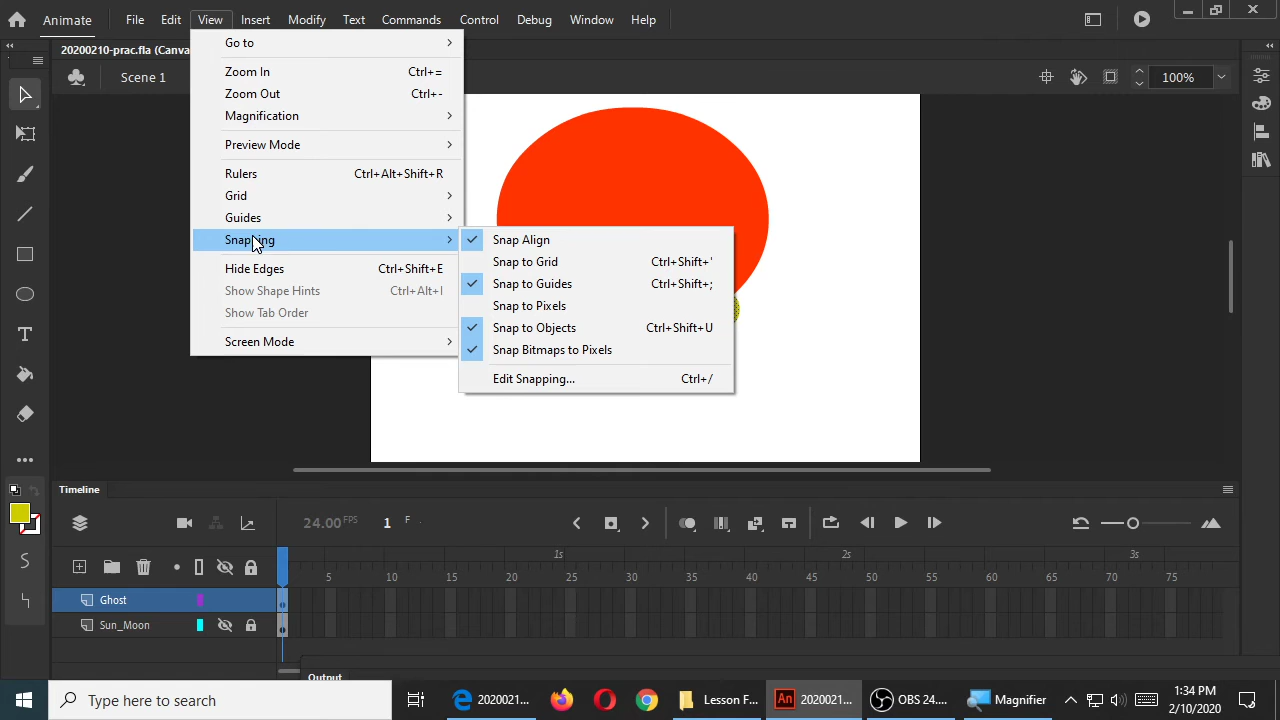 Animate File Edit View Insert Modify Text Commands Control Debug Window Help
20200210-prac.fla (Canva
Scene 1 100%
Go to
Zoom In Ctrl+=
Zoom Out Ctrl+-
Magnification
Preview Mode
Rulers Ctrl+Alt+Shift+R
Grid
Guides
Snapping
Hide Edges Ctrl+Shift+E
Show Shape Hints Ctrl+Alt+I
Show Tab Order
Screen Mode
Snap Align
Snap to Grid Ctrl+Shift+'
Snap to Guides Ctrl+Shift+;
Snap to Pixels
Snap to Objects Ctrl+Shift+U
Snap Bitmaps to Pixels
Edit Snapping... Ctrl+/
Timeline
24.00 FPS 1 F
1s 2s 3s
5 10 15 20 25 30 35 40 45 50 55 60 65 70 75
Ghost
Sun_Moon
Output
Type here to search 2020021... Lesson F... An 2020021... OBS 24.... Magnifier 1:34 PM
2/10/2020